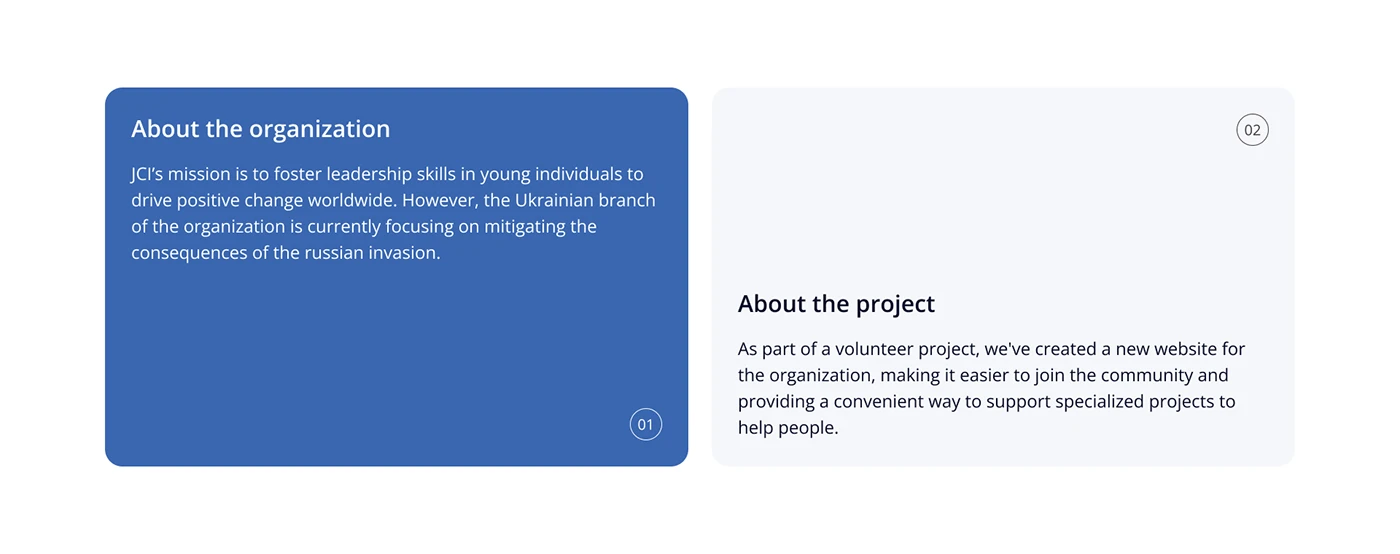 About the organization
JCI’s mission is to foster leadership skills in young individuals to
drive positive change worldwide. However, the Ukrainian branch
of the organization is currently focusing on mitigating the
consequences of the russian invasion.
01
02
About the project
As part of a volunteer project, we've created a new website for
the organization, making it easier to join the community and
providing a convenient way to support specialized projects to
help people.